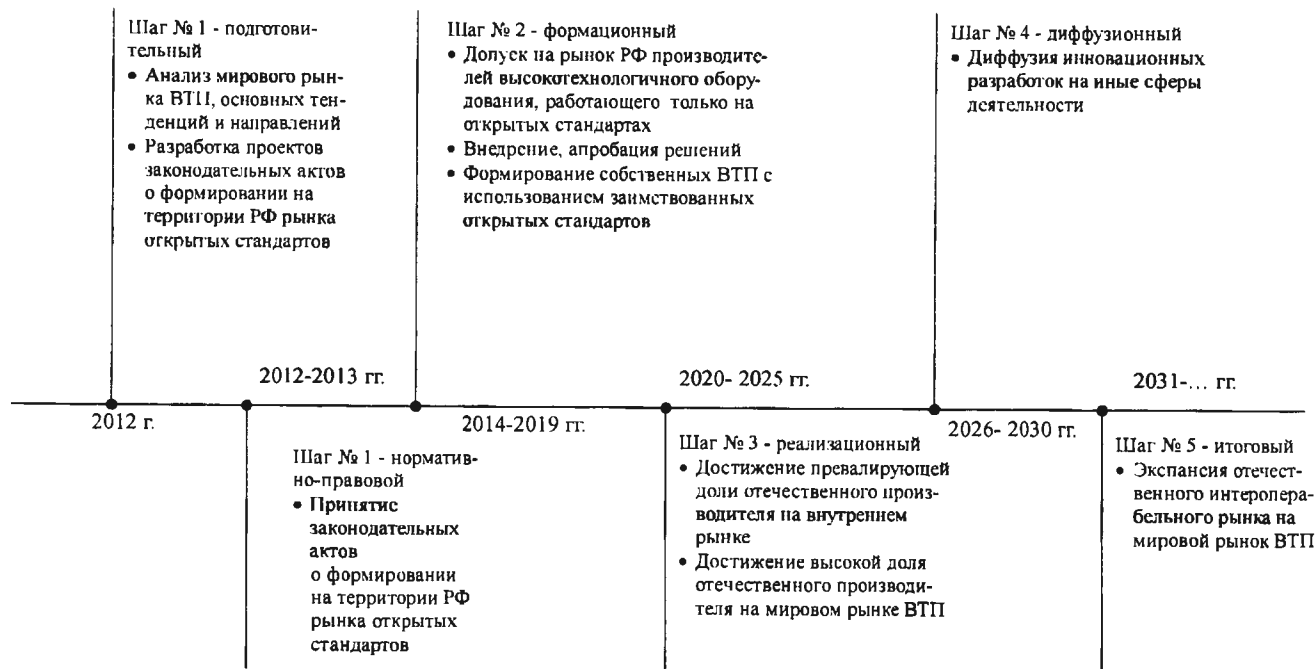 Шаг № 1 - подготови-
тельный
• Анализ мирового рын-
ка ВТП, основных тен-
денций и направлений
• Разработка проектов
законодательных актов
о формировании на
территории РФ рынка
открытых стандартов
Шаг № 2 - формационный
• Допуск на рынок РФ производите-
лей высокотехнологичного обору-
дования, работающего только на
открытых стандартах
• Внедрение, апробация решений
• Формирование собственных ВТП с
использованием заимствованных
открытых стандартов
Шаг № 4 - диффузионный
• Диффузия инновационных
разработок на иные сферы
деятельности
2012-2013 гг.
2020- 2025 гг.
2031-... гг.
2012 г.
2014-2019 гг.
2026- 2030 гг.
Шаг № 1 - норматив-
но-правовой
• Принятие
законодательных
актов
о формировании
на территории РФ
рынка открытых
стандартов
Шаг № 3 - реализационный
• Достижение превалирующей
доли отечественного произ-
водителя на внутреннем
рынке
• Достижение высокой доля
отечественного производи-
теля на мировом рынке ВТП
Шаг № 5 - итоговый
• Экспансия отечест-
венного интеропера-
бельного рынка на
мировой рынок ВТП